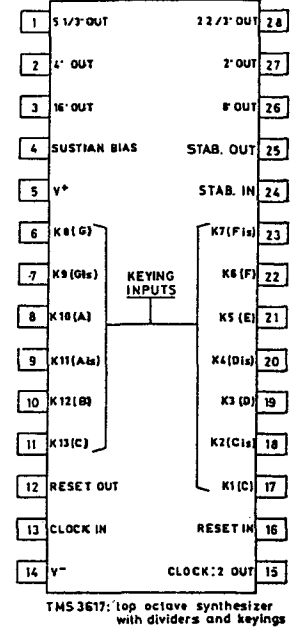 1 5 1/3' OUT 2 2/3' OUT 28
2 4' OUT 2' OUT 27
3 16' OUT 8' OUT 26
4 SUSTIAN BIAS STAB. OUT 25
5 V+ STAB. IN 24
6 K8(G) K7(Fis) 23
7 K9(Gis) KEYING K6(F) 22
INPUTS
8 K10(A) K5(E) 21
9 K11(Ais) K4(Dis) 20
10 K12(B) K3(D) 19
11 K13(C) K2(Cis) 18
K1(C) 17
12 RESET OUT
13 CLOCK IN RESET IN 16
14 V- CLOCK:2 OUT 15
TMS 3617: top octave synthesizer
with dividers and keyings